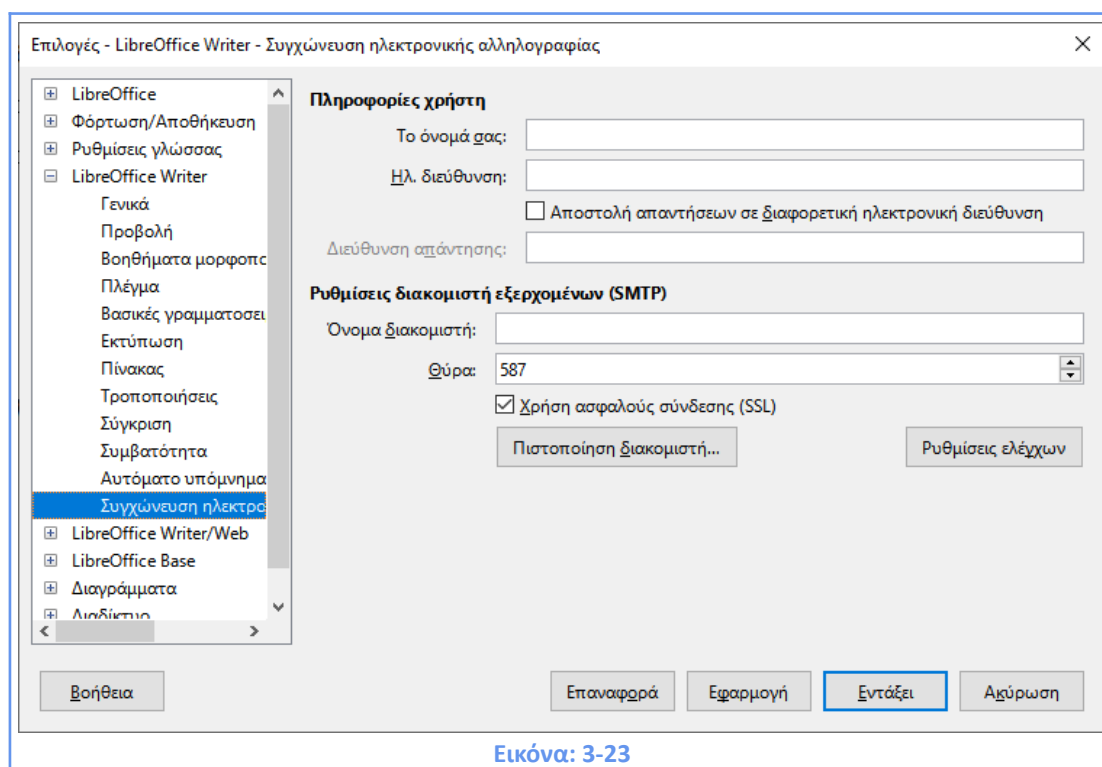 Επιλογές - LibreOffice Writer - Συγχώνευση ηλεκτρονικής αλληλογραφίας
LibreOffice
Φόρτωση/Αποθήκευση
Ρυθμίσεις γλώσσας
LibreOffice Writer
Γενικά
Προβολή
Βοηθήματα μορφοπο
Πλέγμα
Βασικές γραμματοσει
Εκτύπωση
Πίνακας
Τροποποιήσεις
Σύγκριση
Συμβατότητα
Αυτόματο υπόμνημα
Συγχώνευση ηλεκτρο
LibreOffice Writer/Web
LibreOffice Base
Διαγράμματα
Διαδίκτυο
Πληροφορίες χρήστη
Το όνομά σας:
Ηλ. διεύθυνση:
Αποστολή απαντήσεων σε διαφορετική ηλεκτρονική διεύθυνση
Διεύθυνση απάντησης:
Ρυθμίσεις διακομιστή εξερχομένων (SMTP)
Όνομα διακομιστή:
Θύρα: 587
Χρήση ασφαλούς σύνδεσης (SSL)
Πιστοποίηση διακομιστή... Ρυθμίσεις ελέγχων
Βοήθεια Επαναφορά Εφαρμογή Εντάξει Ακύρωση
Εικόνα: 3-23